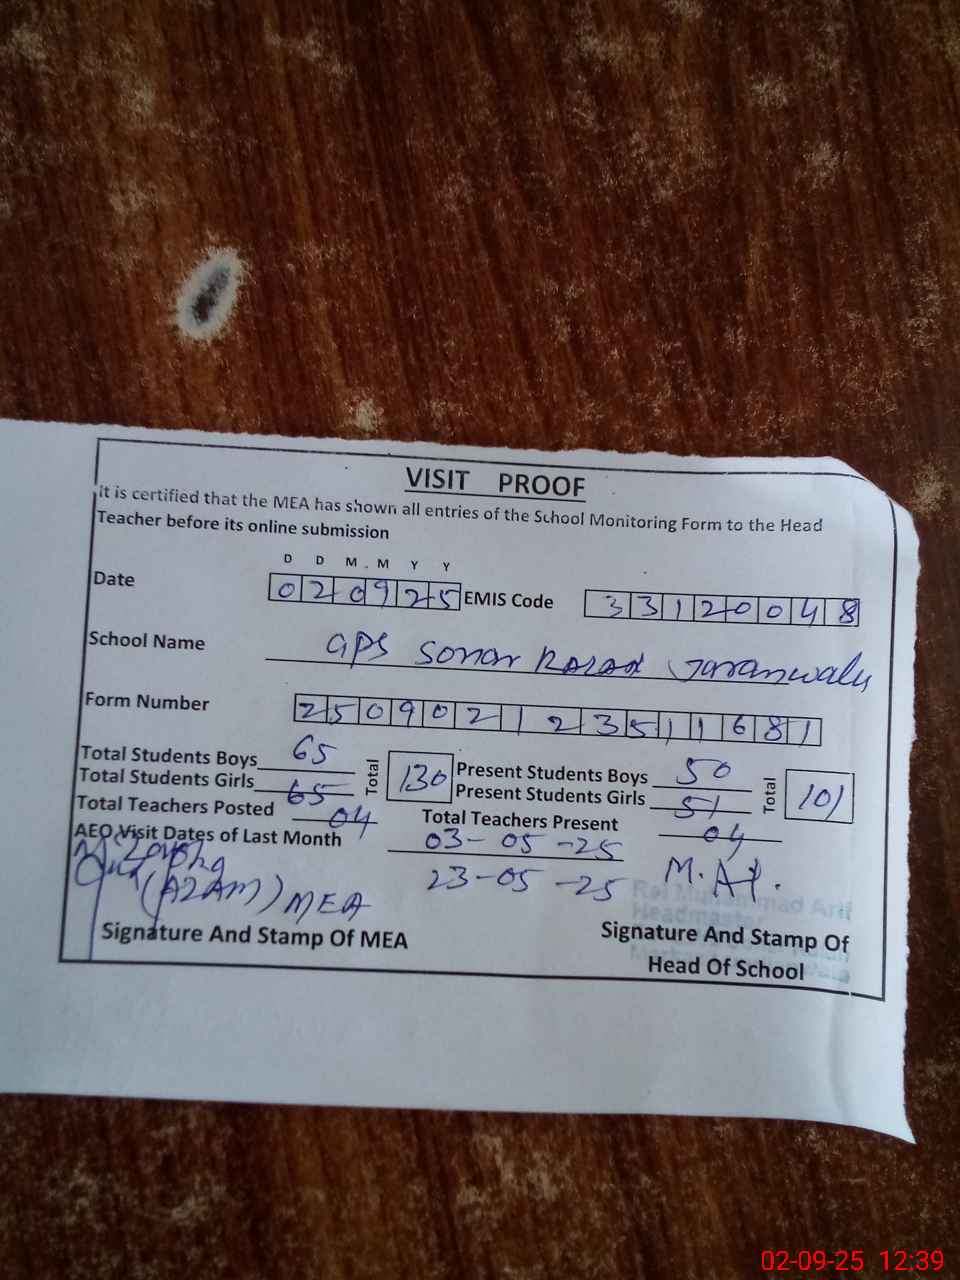 VISIT PROOF
It is certified that the MEA has shown all entries of the School Monitoring Form to the Head
Teacher before its online submission
D D M M Y Y
Date 020925 EMIS Code 33120048
School Name GPS Sonar Jaranwala
Form Number 250902123511681
Total Students Boys 65 Total 130 Present Students Boys 50 Total 101
Total Students Girls 65 Present Students Girls 51
Total Teachers Posted 04 Total Teachers Present 04
AEO Visit Dates of Last Month 03-05-25
23-05-25
(AZAM) MEA
Rai Muhammad Arif
Headmaster
Signature And Stamp Of MEA
Signature And Stamp Of
Head Of School
02-09-25 12:39